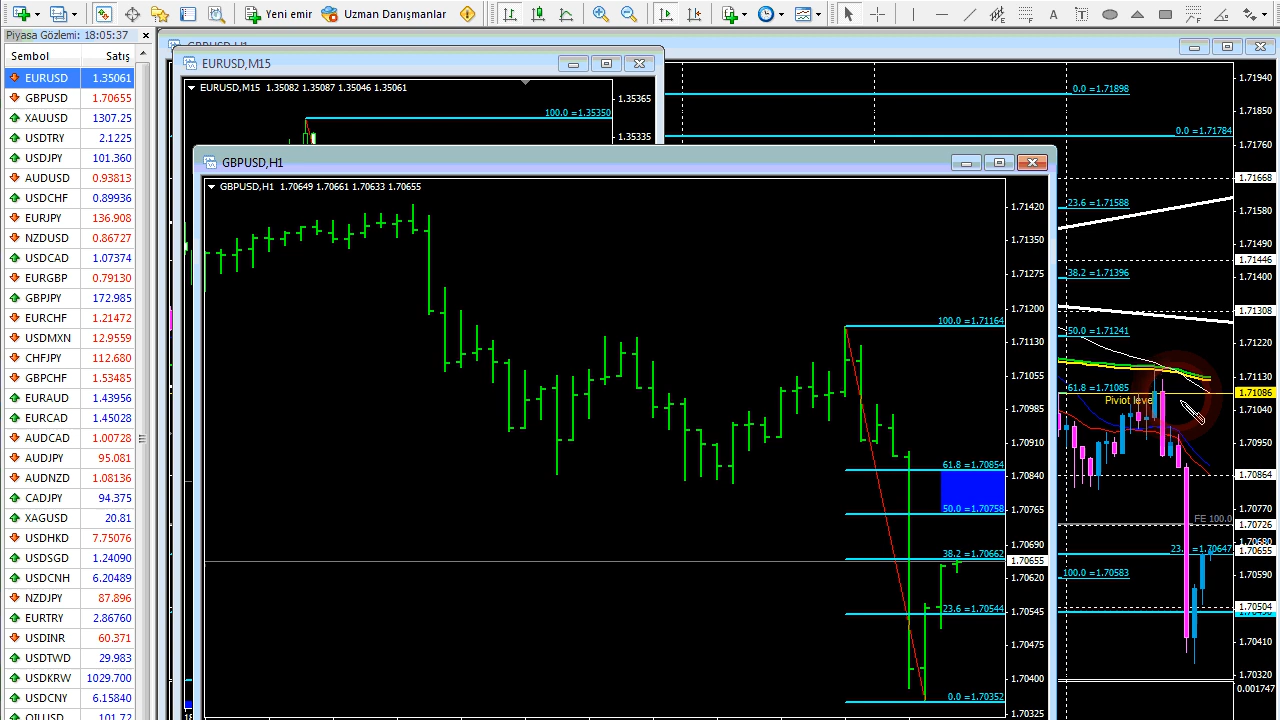 Yeni emir
Uzman Danışmanlar
Piyasa Gözlemi: 18:05:37
Sembol Satış
EURUSD 1.35061
GBPUSD 1.70655
XAUUSD 1307.25
USDTRY 2.1225
USDJPY 101.360
AUDUSD 0.93813
USDCHF 0.89936
EURJPY 136.908
NZDUSD 0.86727
USDCAD 1.07374
EURGBP 0.79130
GBPJPY 172.985
EURCHF 1.21472
USDMXN 12.9559
CHFJPY 112.680
GBPCHF 1.53485
EURAUD 1.43956
EURCAD 1.45028
AUDCAD 1.00728
AUDJPY 95.081
AUDNZD 1.08136
CADJPY 94.375
XAGUSD 20.81
USDHKD 7.75076
USDSGD 1.24090
USDCNH 6.20489
NZDJPY 87.896
EURTRY 2.86760
USDINR 60.371
USDTWD 29.983
USDKRW 1029.700
USDCNY 6.15840
OILUSD 101.72
GBPUSD,H1
EURUSD,M15
EURUSD,M15 1.35082 1.35087 1.35046 1.35061
100.0 =1.35350
1.35365
1.35335
GBPUSD,H1
GBPUSD,H1 1.70649 1.70661 1.70633 1.70655
100.0 =1.71164
61.8 =1.70854
50.0 =1.70758
38.2 =1.70662
23.6 =1.70544
0.0 =1.70352
1.71420
1.71350
1.71275
1.71200
1.71130
1.71055
1.70985
1.70910
1.70840
1.70765
1.70690
1.70655
1.70620
1.70545
1.70475
1.70400
1.70325
0.0 =1.71898
0.0 =1.71784
23.6 =1.71588
38.2 =1.71396
50.0 =1.71241
61.8 =1.71085
Piviot leve
FE 100.0
23. =1.70647
100.0 =1.70583
1.71940
1.71850
1.71760
1.71668
1.71580
1.71490
1.71446
1.71400
1.71308
1.71220
1.71130
1.71086
1.71040
1.70950
1.70864
1.70726
1.70680
1.70655
1.70590
1.70504
1.70410
1.70320
0.001747